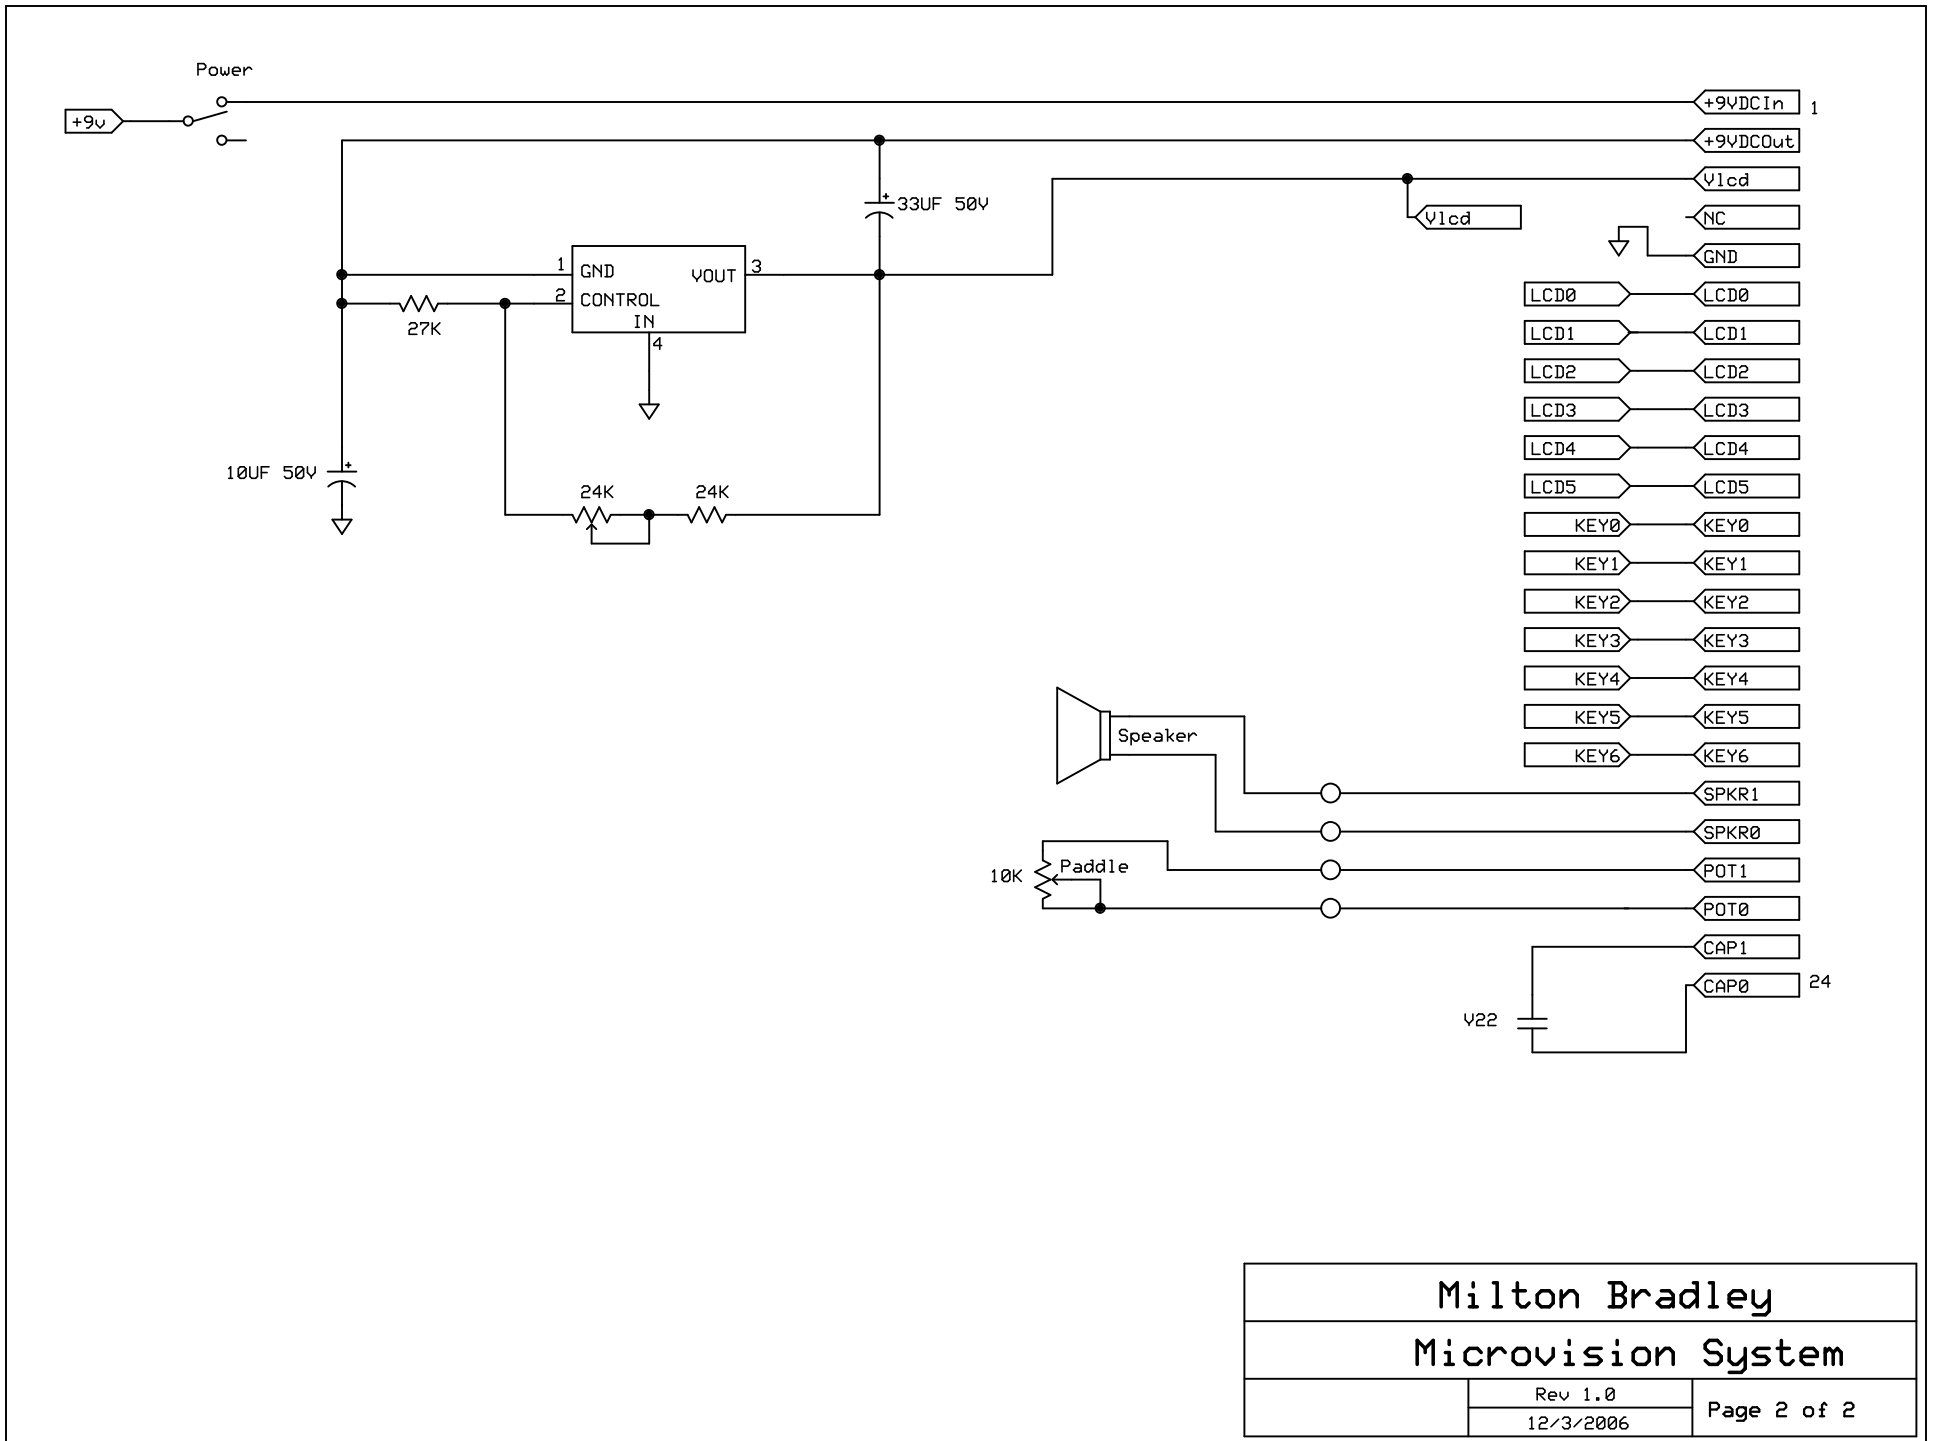 Power
+9v
+9VDCIn 1
+9VDCOut
Vlcd
33UF 50V
Vlcd
NC
GND
1 GND
VOUT 3
2 CONTROL
IN
4
27K
LCD0 LCD0
LCD1 LCD1
LCD2 LCD2
LCD3 LCD3
LCD4 LCD4
10UF 50V
24K 24K
LCD5 LCD5
KEY0 KEY0
KEY1 KEY1
KEY2 KEY2
KEY3 KEY3
KEY4 KEY4
KEY5 KEY5
Speaker
KEY6 KEY6
SPKR1
SPKR0
10K Paddle
POT1
POT0
CAP1
CAP0 24
V22
Milton Bradley
Microvision System
Rev 1.0
12/3/2006
Page 2 of 2